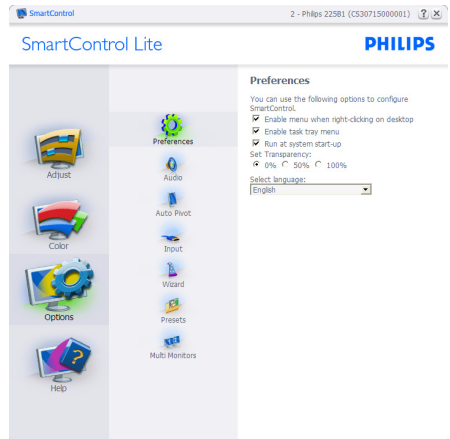 SmartControl
2 - Philips 225B1 (CS30715000001)
?
SmartControl Lite
PHILIPS
Adjust
Color
Options
Help
Preferences
Audio
Auto Pivot
Input
Wizard
Presets
Multi Monitors
Preferences
You can use the following options to configure
SmartControl.
Enable menu when right-clicking on desktop
Enable task tray menu
Run at system start-up
Set Transparency:
0% 50% 100%
Select language:
English